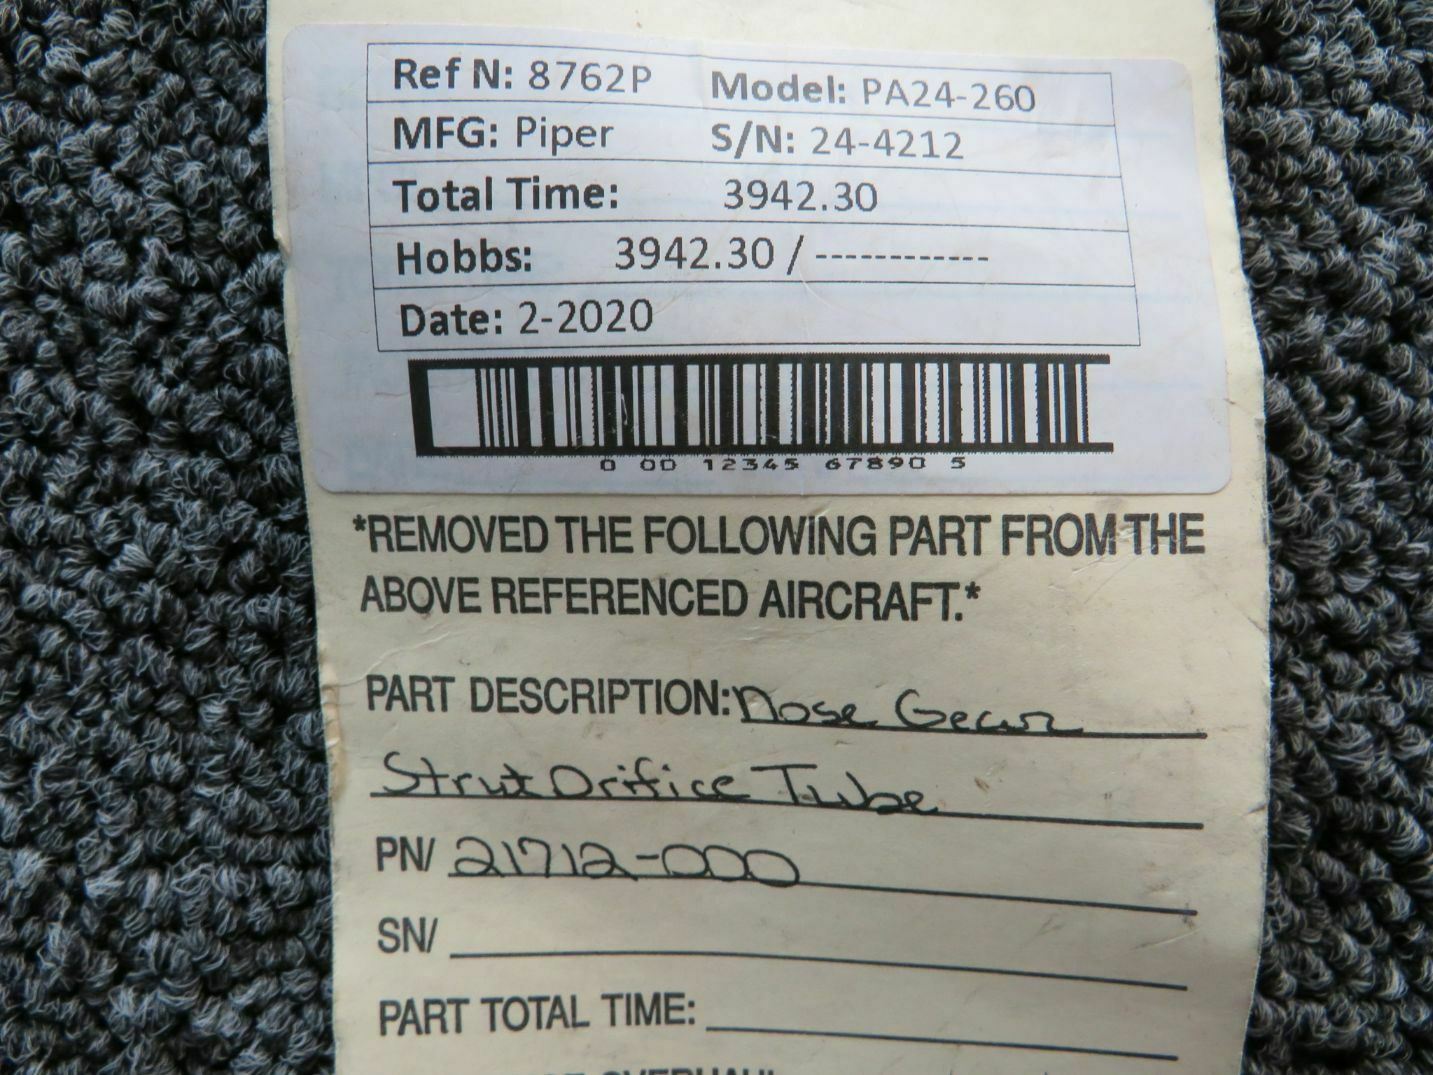 Ref N: 8762P Model: PA24-260
MFG: Piper S/N: 24-4212
Total Time: 3942.30
Hobbs: 3942.30 / ------------
Date: 2-2020
0 00 12345 67890 5
*REMOVED THE FOLLOWING PART FROM THE
ABOVE REFERENCED AIRCRAFT.*
PART DESCRIPTION: Nose Gear
Strut Orifice Tube
PN/ 21712-000
SN/
PART TOTAL TIME: